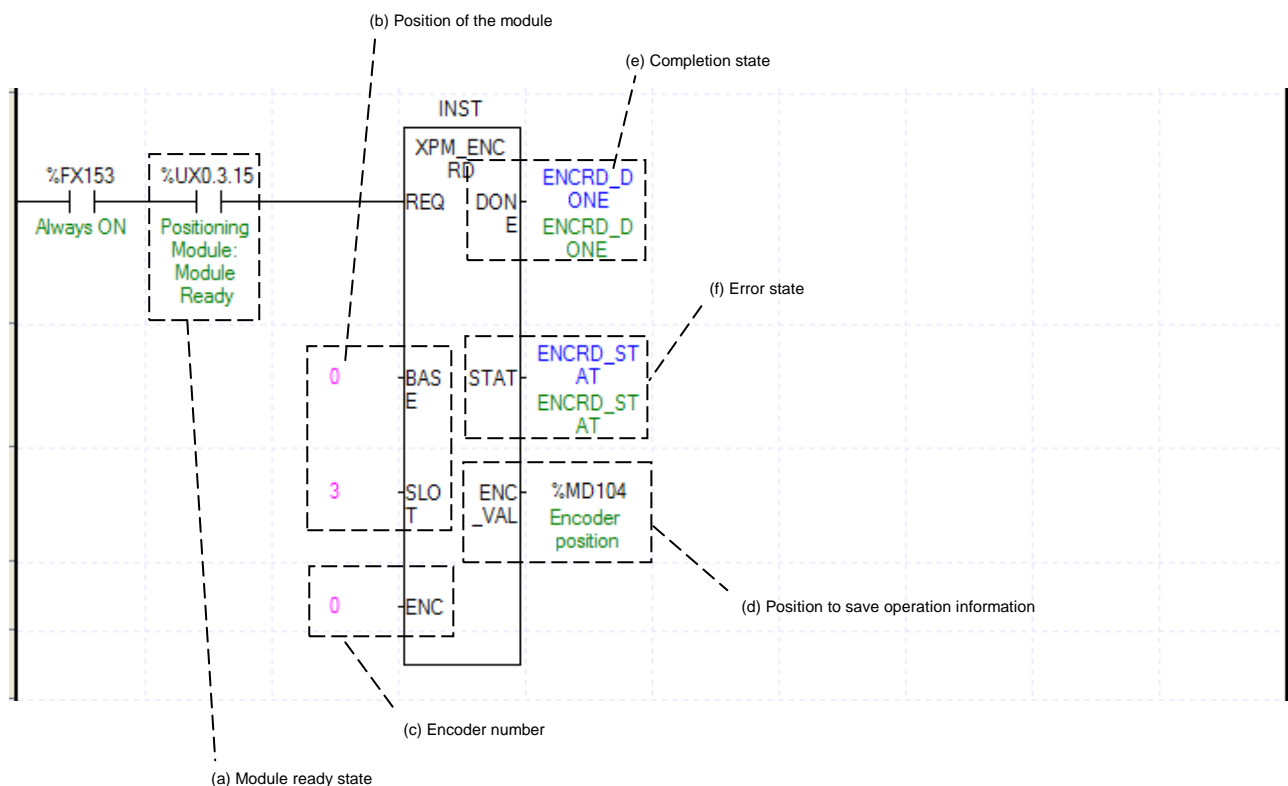 (b) Position of the module
(e) Completion state
INST
XPM_ENC
RD
%FX153
%UX0.3.15
REQ
DON
E
ENCRD_D
ONE
ENCRD_D
ONE
Always ON
Positioning
Module:
Module
Ready
(f) Error state
0
BAS
E
STAT
ENCRD_ST
AT
ENCRD_ST
AT
3
SLO
T
ENC
_VAL
%MD104
Encoder
position
0
ENC
(d) Position to save operation information
(c) Encoder number
(a) Module ready state